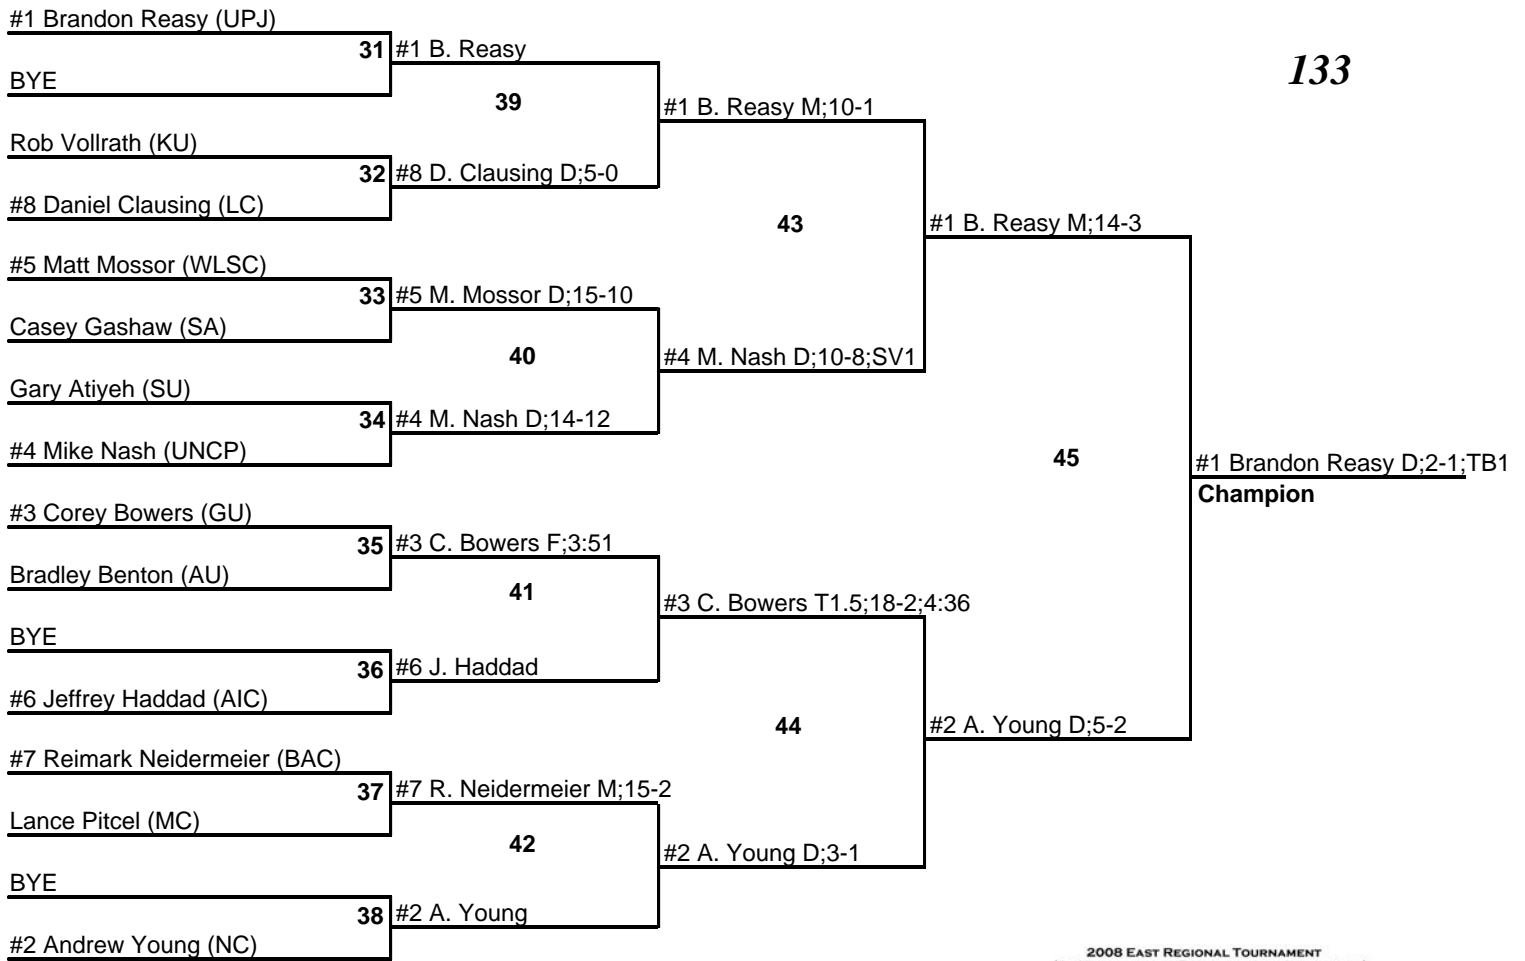 #1 Brandon Reasy (UPJ)
31 #1 B. Reasy
133
BYE
39
#1 B. Reasy M;10-1
Rob Vollrath (KU)
32 #8 D. Clausing D;5-0
#8 Daniel Clausing (LC)
43
#1 B. Reasy M;14-3
#5 Matt Mossor (WLSC)
33 #5 M. Mossor D;15-10
Casey Gashaw (SA)
40
#4 M. Nash D;10-8;SV1
Gary Atiyeh (SU)
34 #4 M. Nash D;14-12
#4 Mike Nash (UNCP)
45
#1 Brandon Reasy D;2-1;TB1
Champion
#3 Corey Bowers (GU)
35 #3 C. Bowers F;3:51
Bradley Benton (AU)
41
#3 C. Bowers T1.5;18-2;4:36
BYE
36 #6 J. Haddad
#6 Jeffrey Haddad (AIC)
44
#2 A. Young D;5-2
#7 Reimark Neidermeier (BAC)
37 #7 R. Neidermeier M;15-2
Lance Pitcel (MC)
42
#2 A. Young D;3-1
BYE
38 #2 A. Young
#2 Andrew Young (NC)
2008 EAST REGIONAL TOURNAMENT